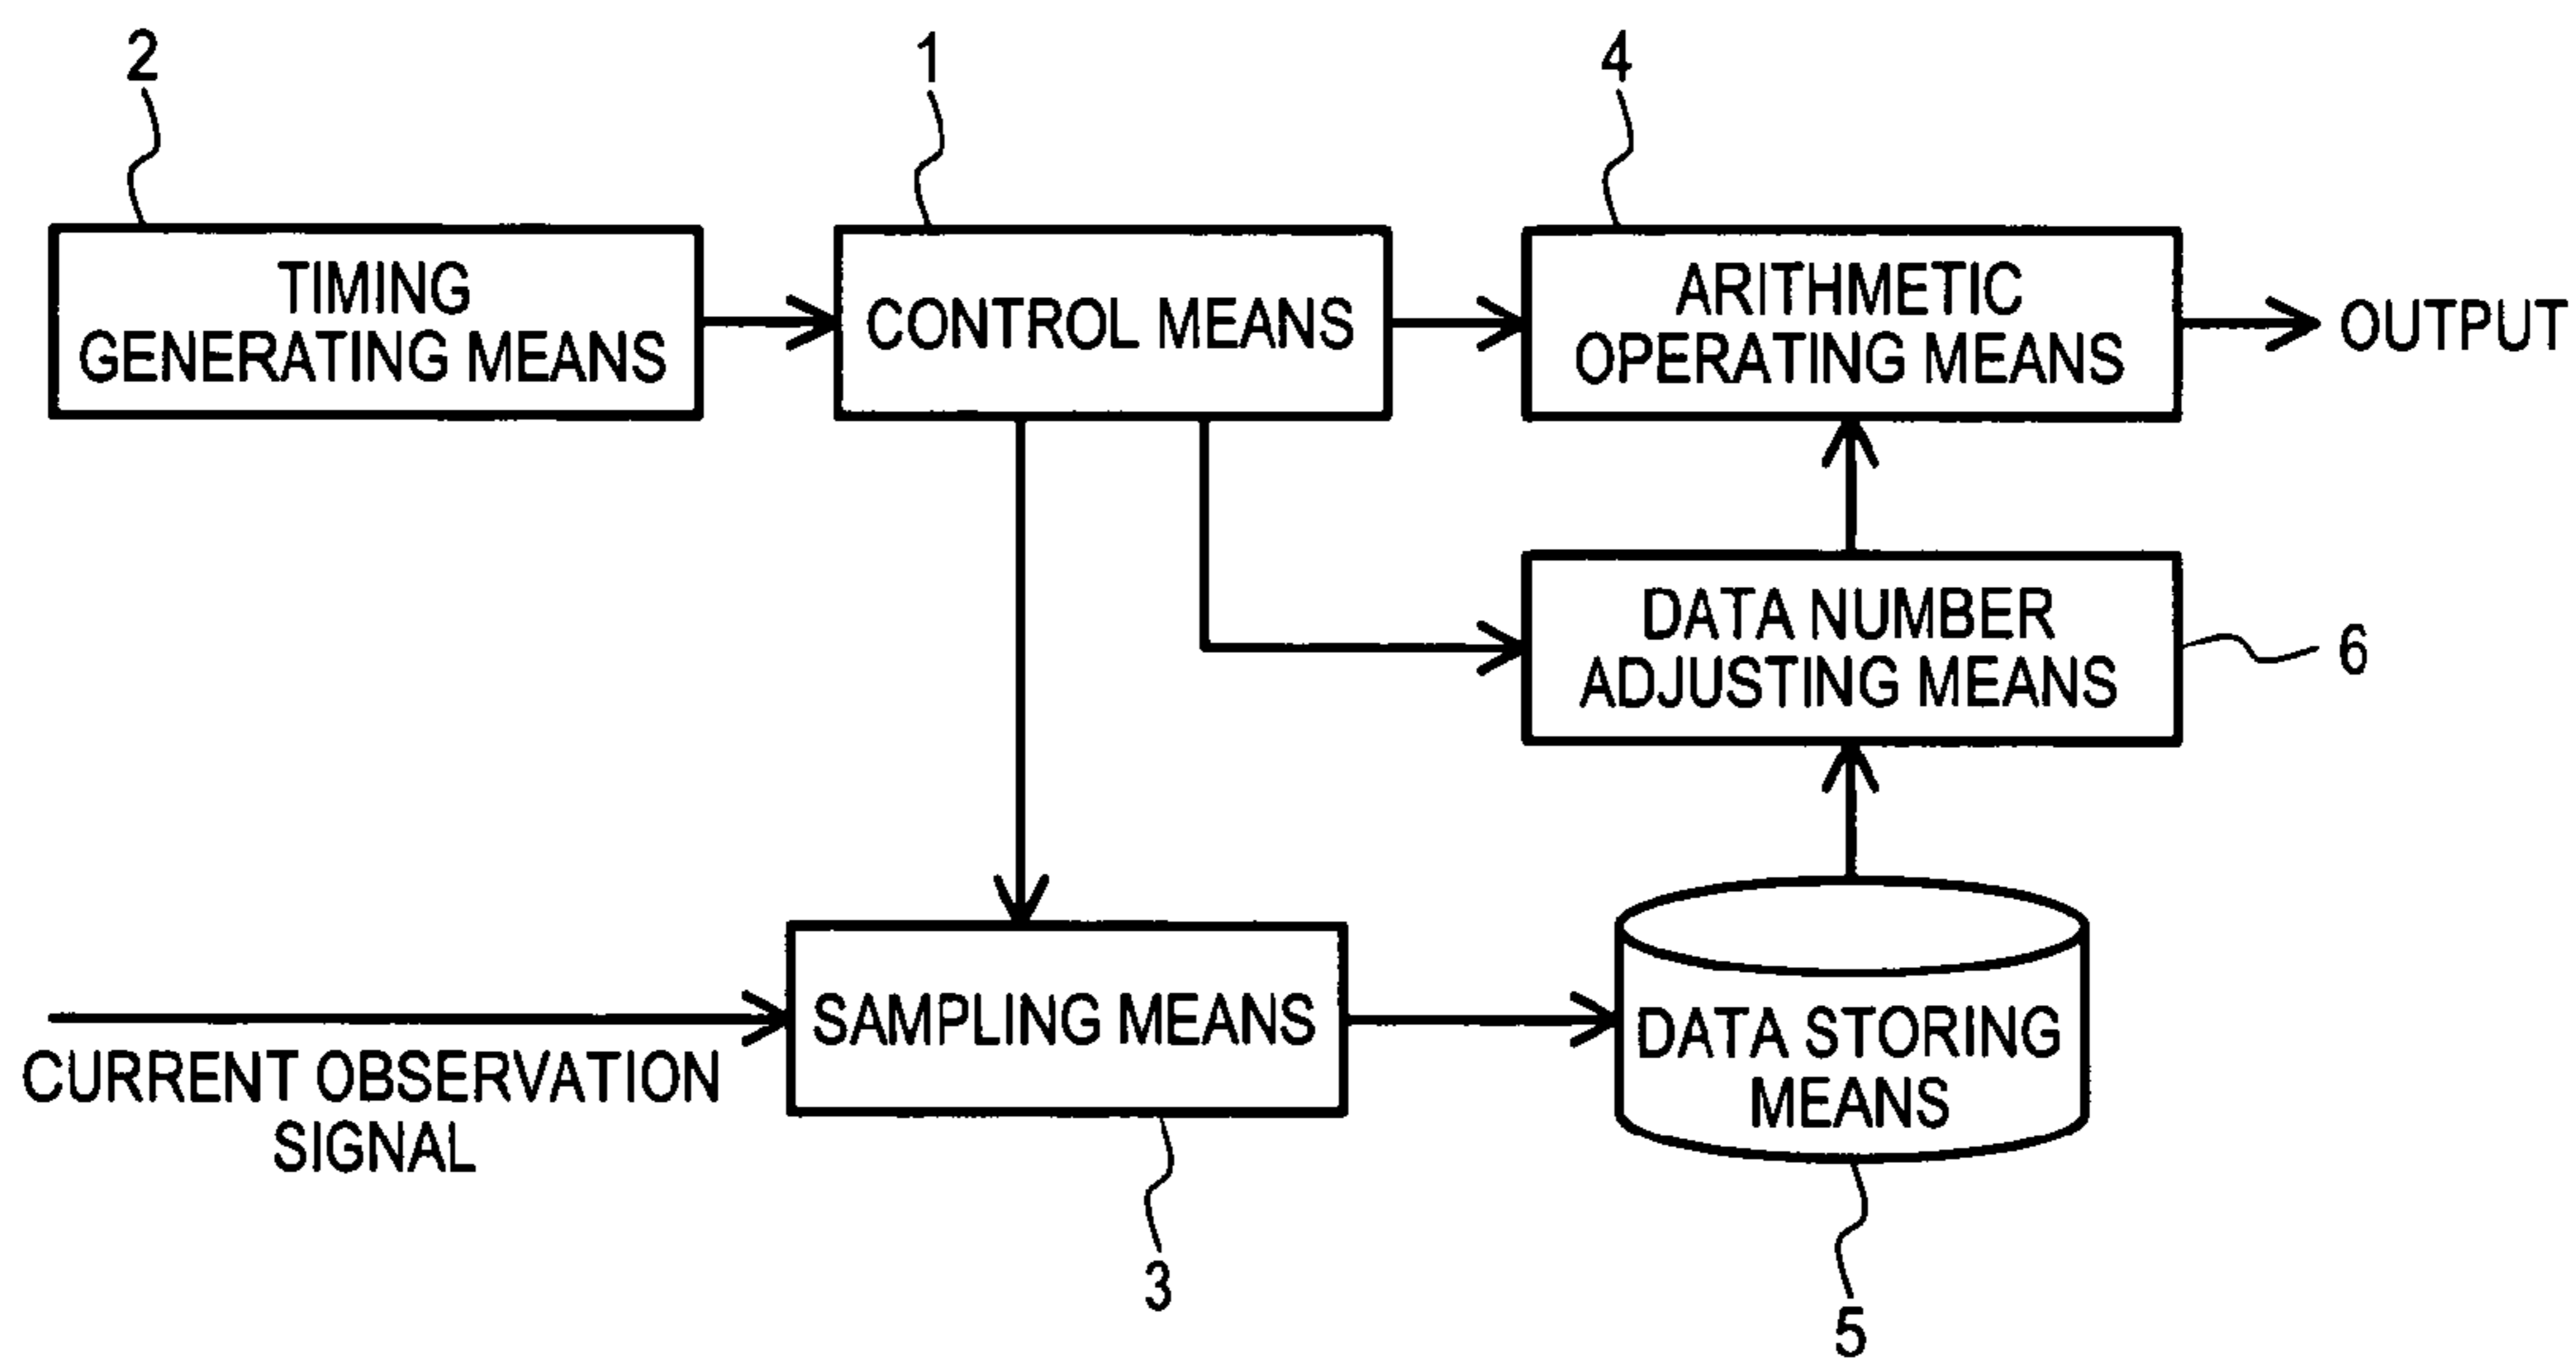 2
1
4
TIMING
GENERATING MEANS
CONTROL MEANS
ARITHMETIC
OPERATING MEANS
OUTPUT
DATA NUMBER
ADJUSTING MEANS
6
SAMPLING MEANS
DATA STORING
MEANS
CURRENT OBSERVATION
SIGNAL
3
5